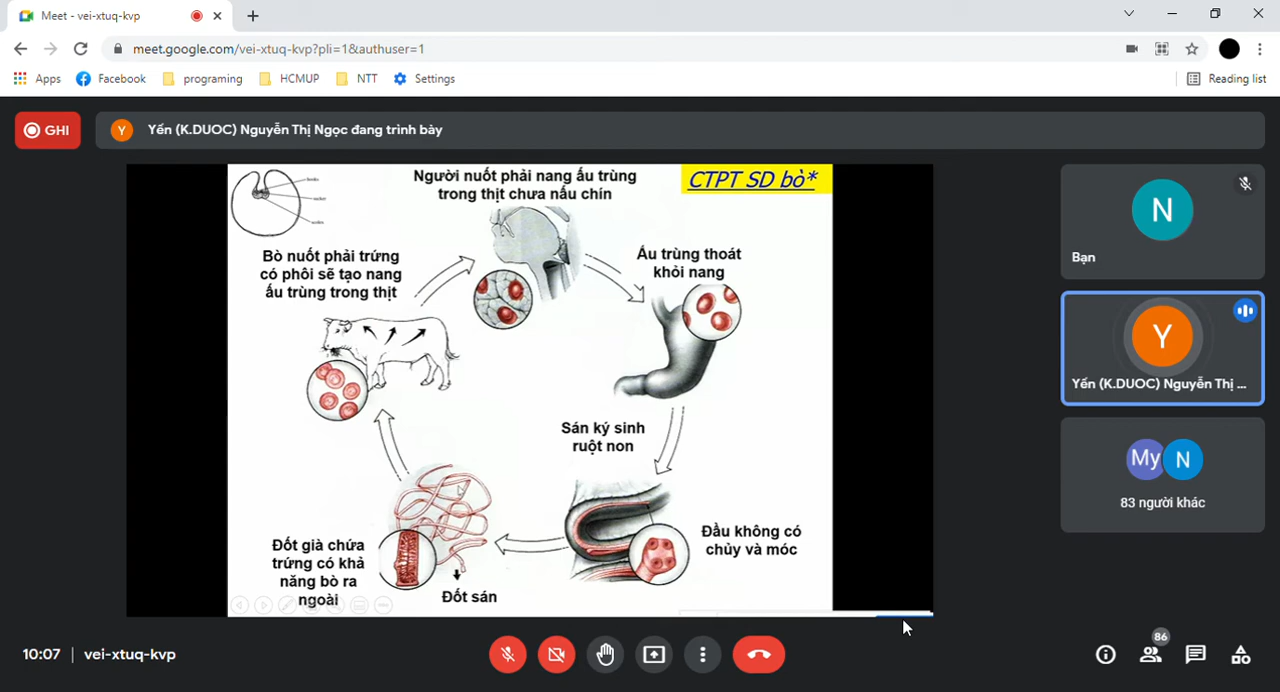 Meet - vei-xtuq-kvp
meet.google.com/vei-xtuq-kvp?pli=1&authuser=1
Apps Facebook programing HCMUP NTT Settings Reading list
GHI
Y
Yến (K.DUOC) Nguyễn Thị Ngọc đang trình bày
CTPT SD bò*
Người nuốt phải nang ấu trùng
trong thịt chưa nấu chín
Ấu trùng thoát
khỏi nang
Bò nuốt phải trứng
có phôi sẽ tạo nang
ấu trùng trong thịt
Sán ký sinh
ruột non
Đầu không có
chủy và móc
Đốt già chứa
trứng có khả
năng bò ra
ngoài
Đốt sán
N
Bạn
Y
Yến (K.DUOC) Nguyễn Thị ...
My N
83 người khác
10:07 | vei-xtuq-kvp
86